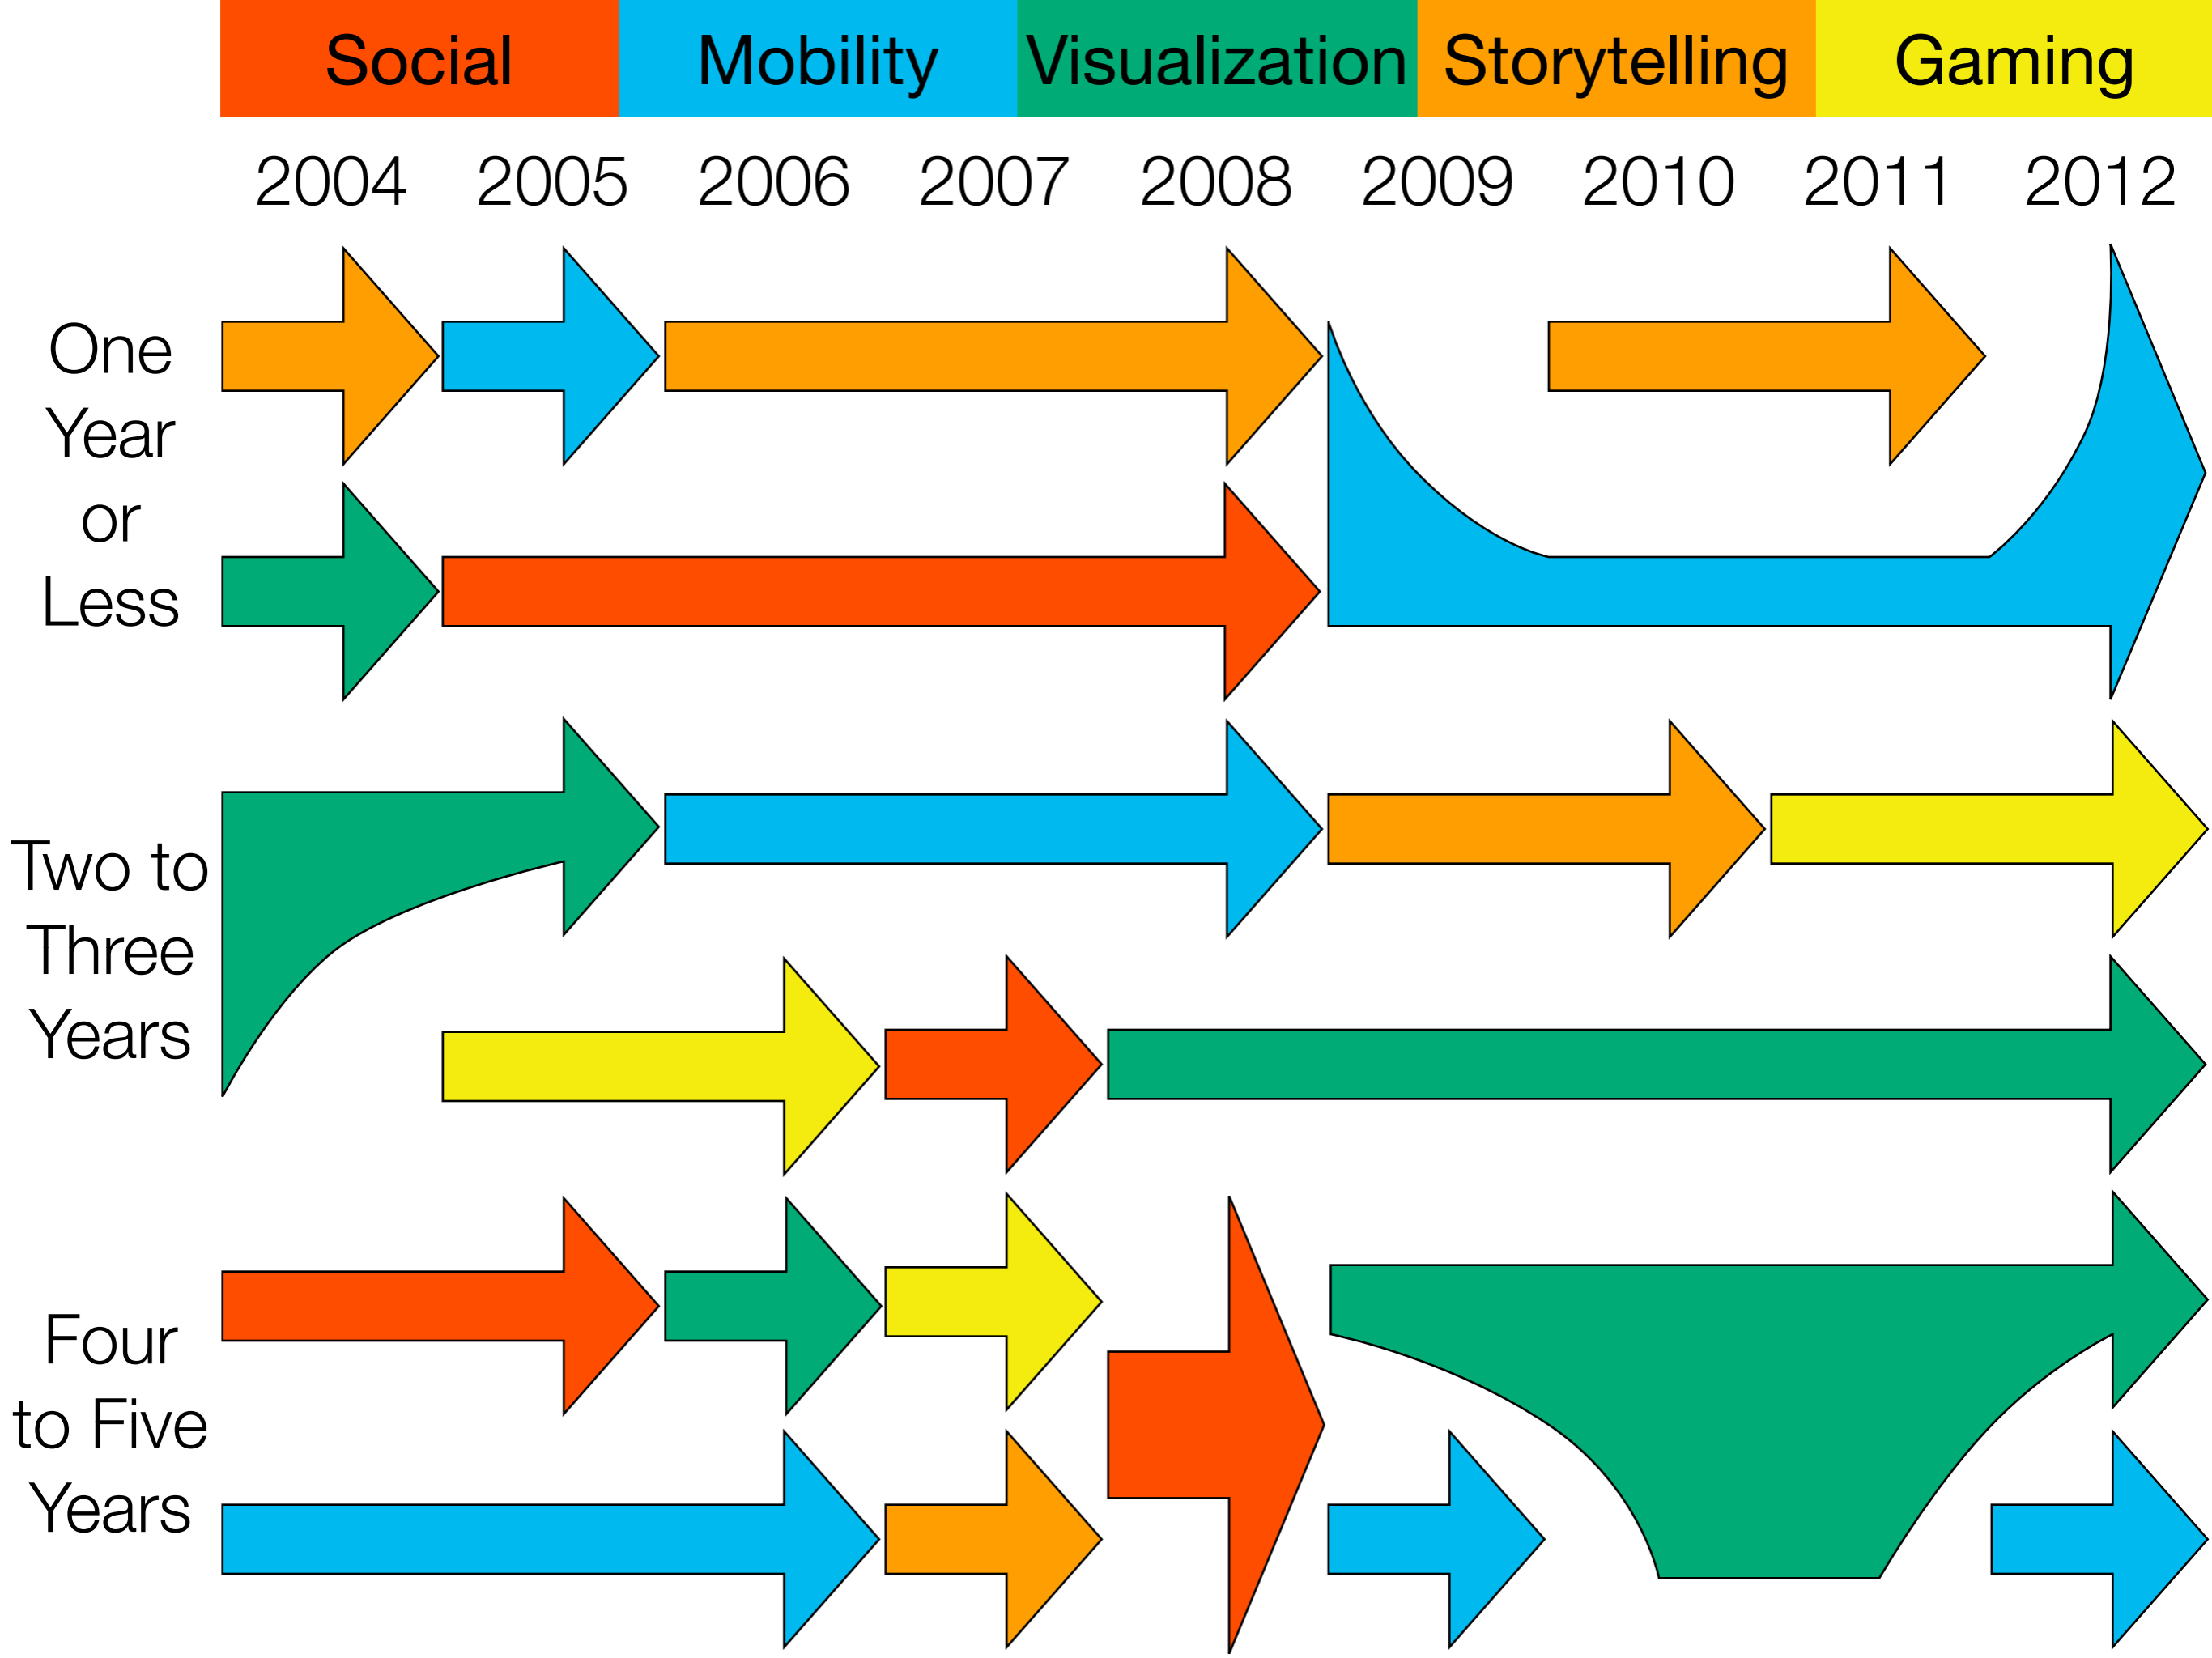 Social Mobility Visualization Storytelling Gaming
2004 2005 2006 2007 2008 2009 2010 2011 2012
One
Year
or
Less
Two to
Three
Years
Four
to Five
Years